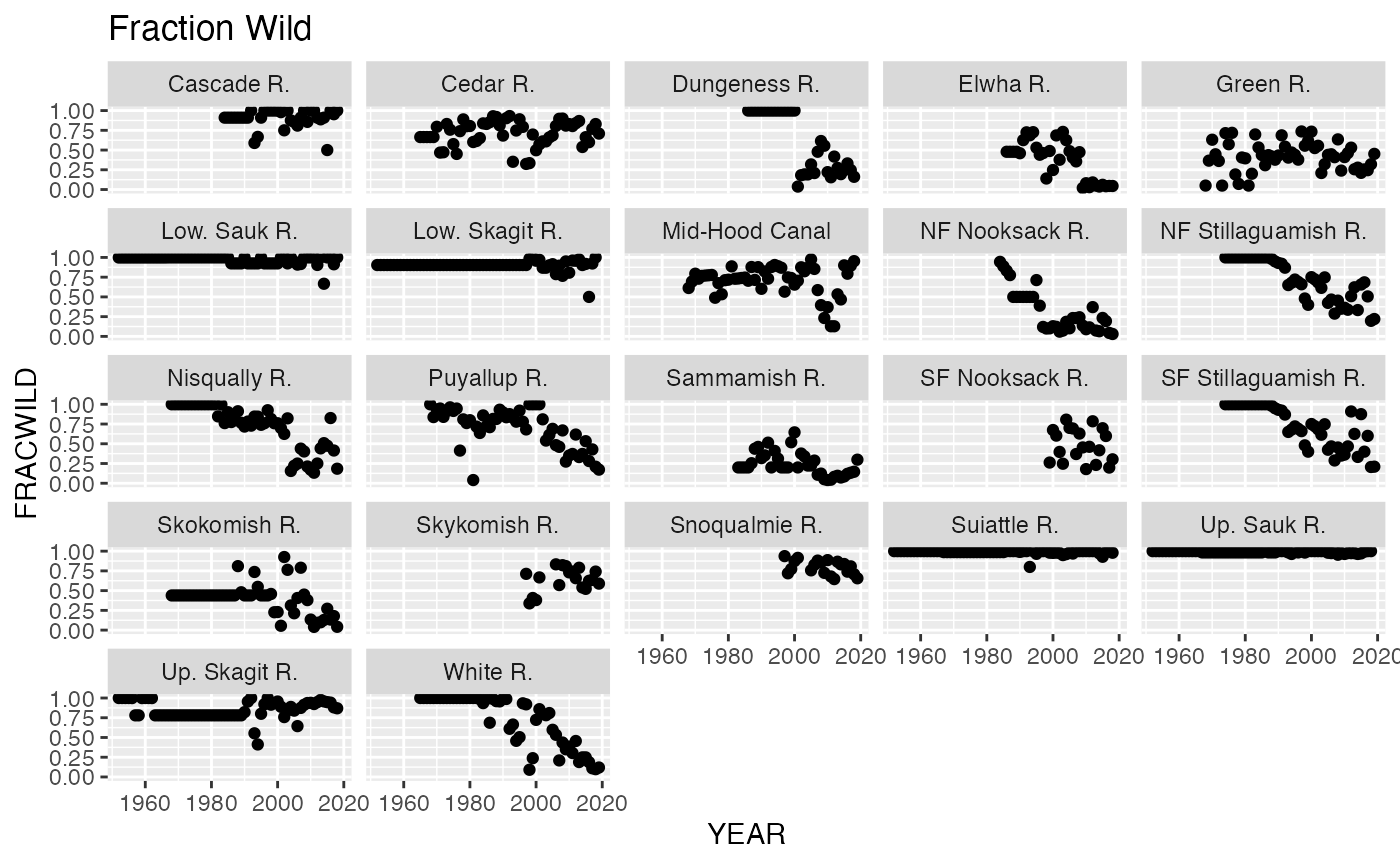 Fraction Wild
Cascade R. Cedar R. Dungeness R. Elwha R. Green R.
1.00
0.75
0.50
0.25
0.00
Low. Sauk R. Low. Skagit R. Mid-Hood Canal NF Nooksack R. NF Stillaguamish R.
1.00
0.75
0.50
0.25
0.00
Nisqually R. Puyallup R. Sammamish R. SF Nooksack R. SF Stillaguamish R.
1.00
0.75
0.50
0.25
0.00
FRACWILD
Skokomish R. Skykomish R. Snoqualmie R. Suiattle R. Up. Sauk R.
1.00
0.75
0.50
0.25
0.00
1960 1980 2000 2020 1960 1980 2000 2020 1960 1980 2000 2020
Up. Skagit R. White R.
1.00
0.75
0.50
0.25
0.00
1960 1980 2000 2020 1960 1980 2000 2020
YEAR